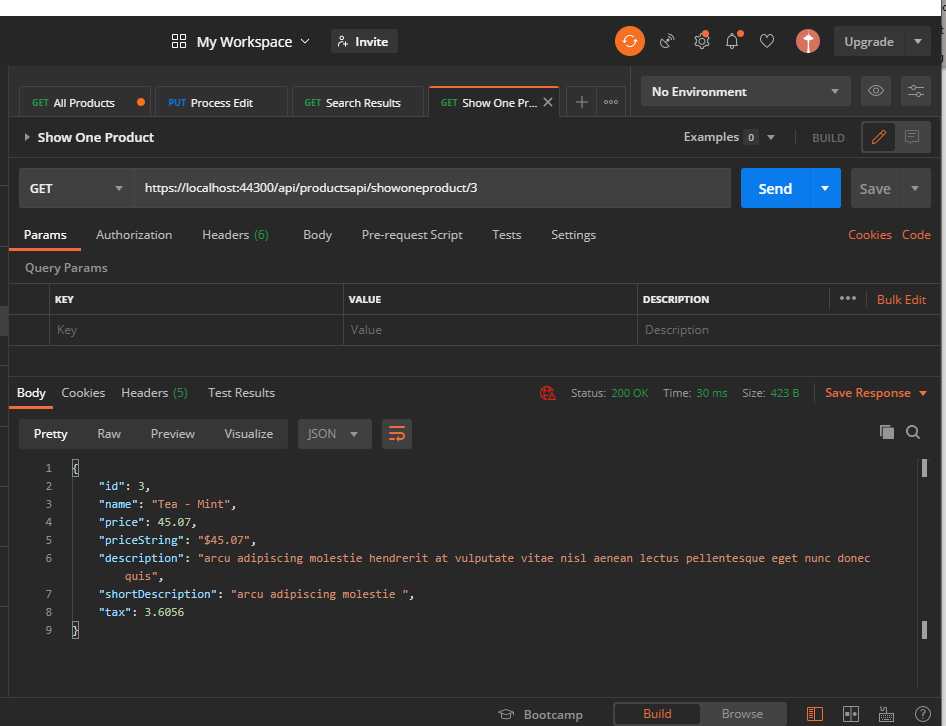 My Workspace Invite Upgrade
GET All Products PUT Process Edit GET Search Results GET Show One Pr... No Environment
Show One Product Examples 0 BUILD
GET https://localhost:44300/api/productsapi/showoneproduct/3 Send Save
Params Authorization Headers (6) Body Pre-request Script Tests Settings Cookies Code
Query Params
KEY VALUE DESCRIPTION Bulk Edit
Key Value Description
Body Cookies Headers (5) Test Results Status: 200 OK Time: 30 ms Size: 423 B Save Response
Pretty Raw Preview Visualize JSON
1 {
2 "id": 3,
3 "name": "Tea - Mint",
4 "price": 45.07,
5 "priceString": "$45.07",
6 "description": "arcu adipiscing molestie hendrerit at vulputate vitae nisl aenean lectus pellentesque eget nunc donec
quis",
7 "shortDescription": "arcu adipiscing molestie ",
8 "tax": 3.6056
9 }
Bootcamp Build Browse